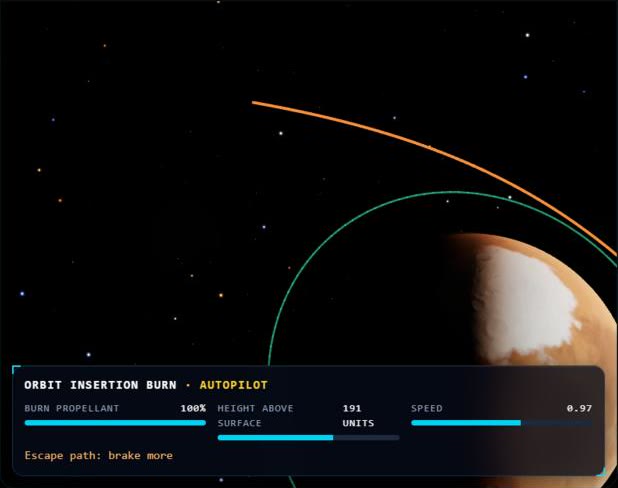 ORBIT INSERTION BURN · AUTOPILOT
BURN PROPELLANT 100%
HEIGHT ABOVE SURFACE 191 UNITS
SPEED 0.97
Escape path: brake more